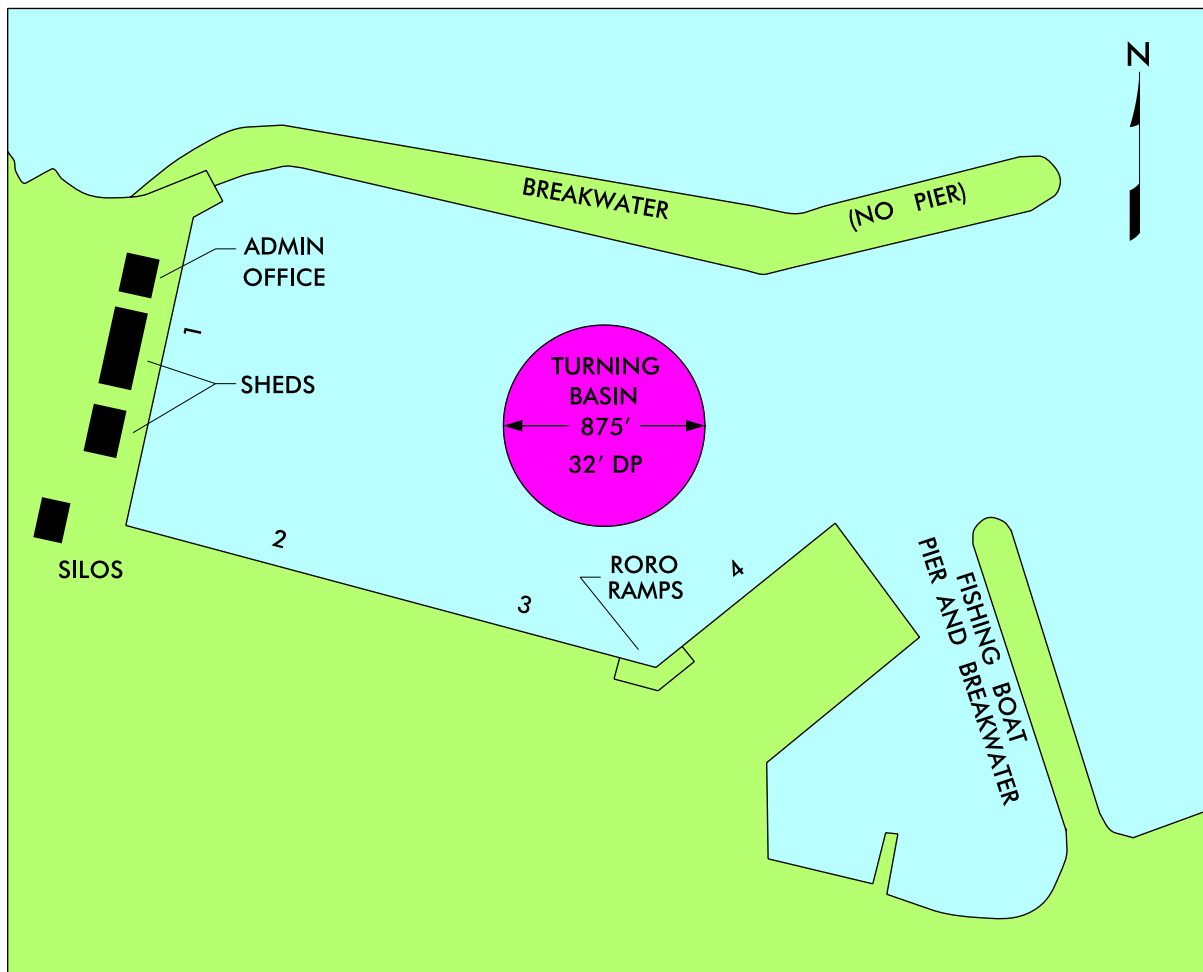 N
BREAKWATER
(NO PIER)
ADMIN
OFFICE
1
SHEDS
TURNING
BASIN
875'
32' DP
SILOS
2
3
RORO
RAMPS
4
FISHING BOAT
PIER AND BREAKWATER